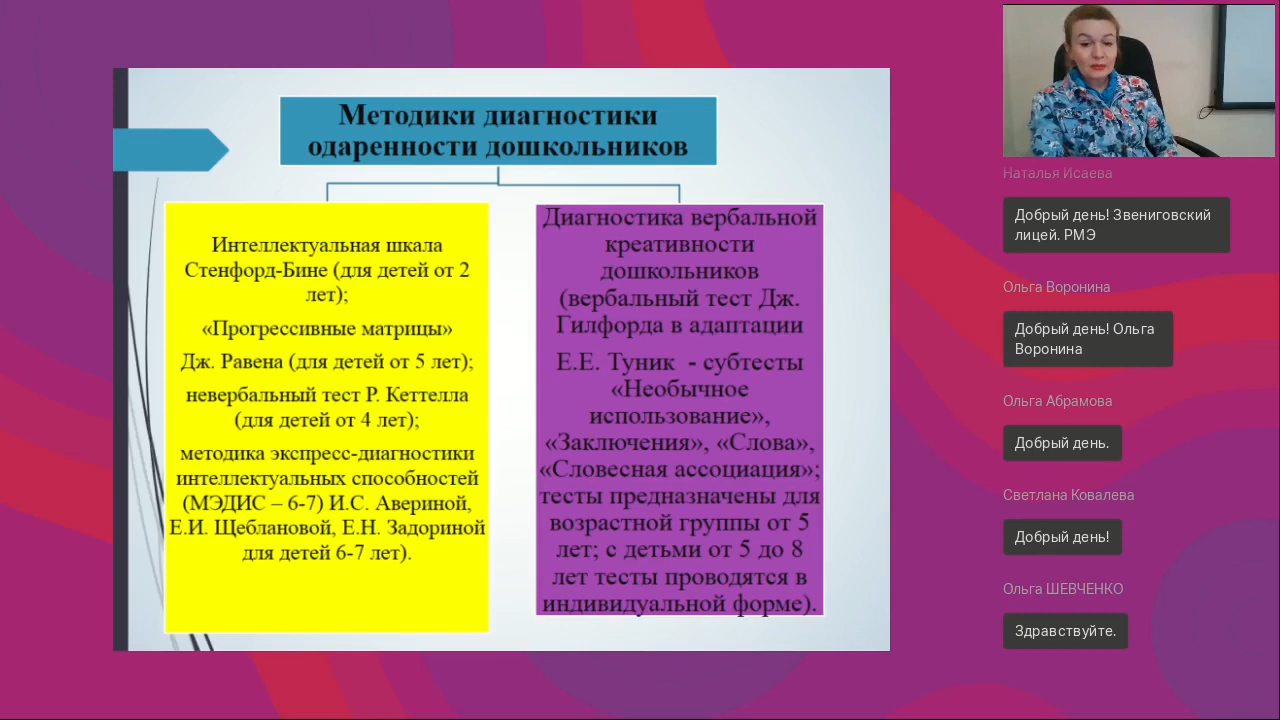 Методики диагностики
одаренности дошкольников
Интеллектуальная шкала
Стенфорд-Бине (для детей от 2
лет);
«Прогрессивные матрицы»
Дж. Равена (для детей от 5 лет);
невербальный тест Р. Кеттелла
(для детей от 4 лет);
методика экспресс-диагностики
интеллектуальных способностей
(МЭДИС – 6-7) И.С. Авериной,
Е.И. Щеблановой, Е.Н. Задориной
для детей 6-7 лет).
Диагностика вербальной
креативности
дошкольников
(вербальный тест Дж.
Гилфорда в адаптации
Е.Е. Туник - субтесты
«Необычное
использование»,
«Заключения», «Слова»,
«Словесная ассоциация»;
тесты предназначены для
возрастной группы от 5
лет; с детьми от 5 до 8
лет тесты проводятся в
индивидуальной форме).
Наталья Исаева
Добрый день! Звениговский
лицей. РМЭ
Ольга Воронина
Добрый день! Ольга
Воронина
Ольга Абрамова
Добрый день.
Светлана Ковалева
Добрый день!
Ольга ШЕВЧЕНКО
Здравствуйте.